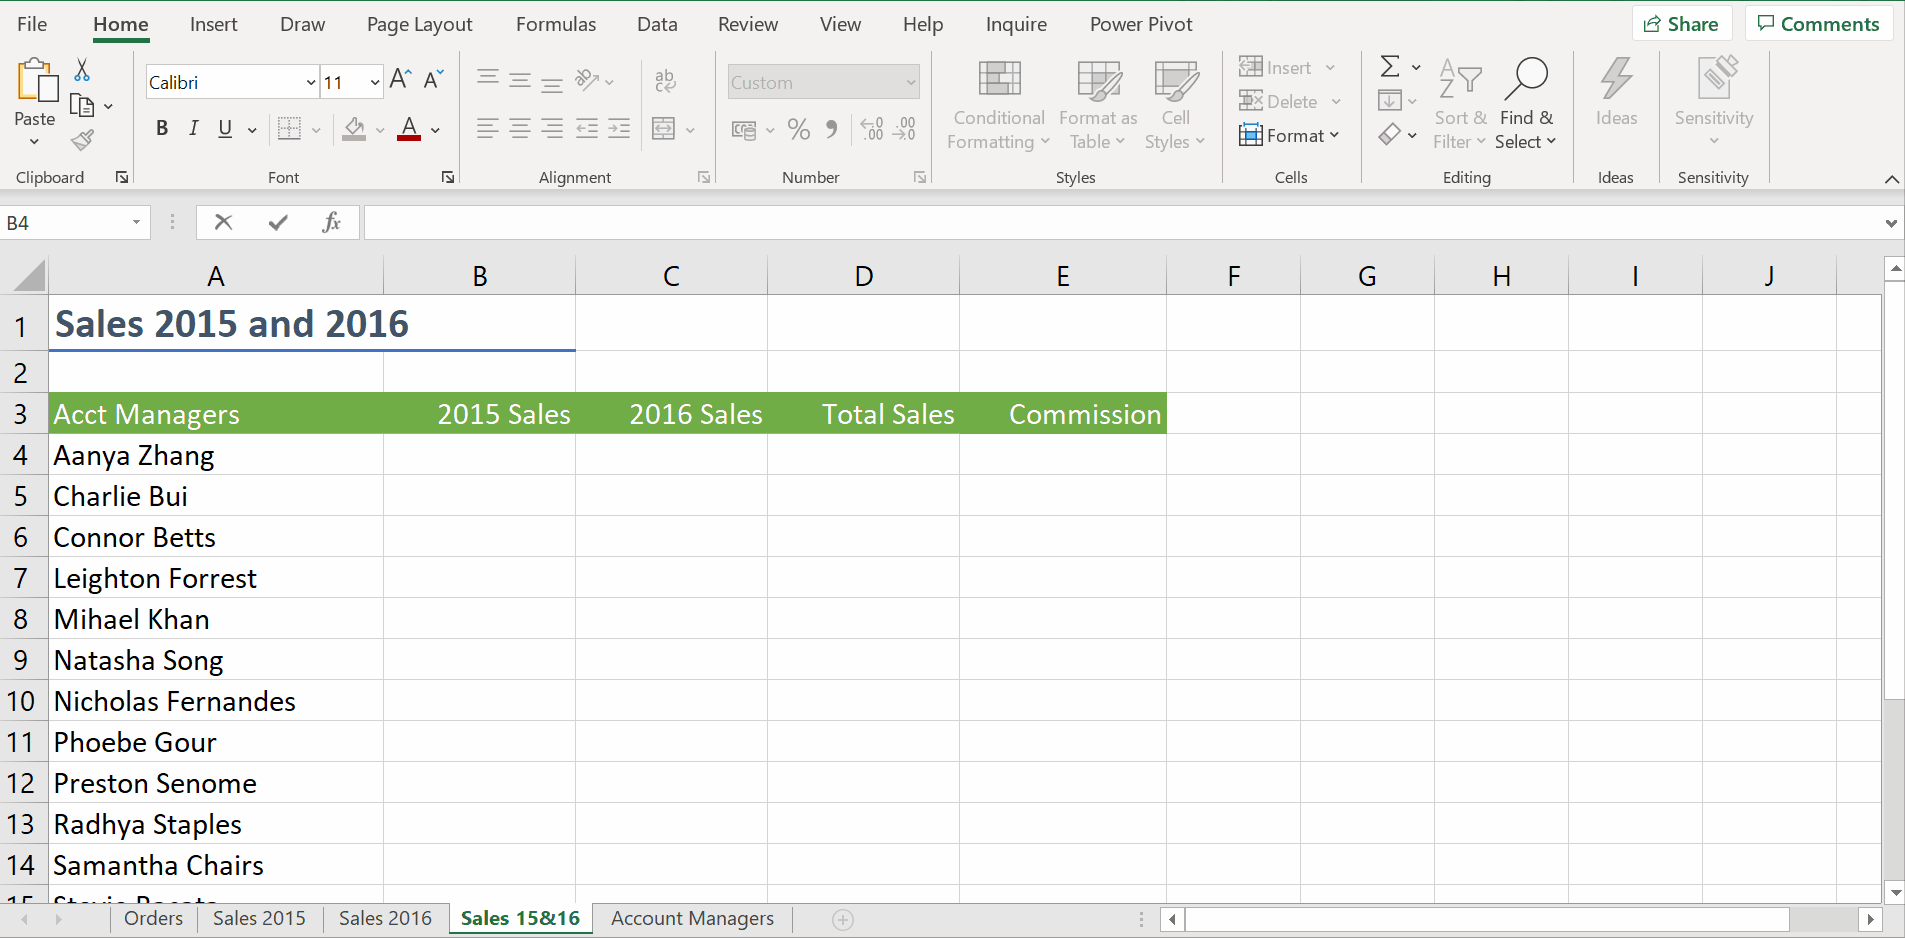 File Home Insert Draw Page Layout Formulas Data Review View Help Inquire Power Pivot Share Comments
Calibri 11 A A ab Custom Insert Σ A
Z
Delete
Paste B I U A % Conditional Format as Cell Format Sort & Find & Ideas Sensitivity
Formatting Table Styles Filter Select
Clipboard Font Alignment Number Styles Cells Editing Ideas Sensitivity
B4 fx
A B C D E F G H I J
1 Sales 2015 and 2016
2
3 Acct Managers 2015 Sales 2016 Sales Total Sales Commission
4 Aanya Zhang
5 Charlie Bui
6 Connor Betts
7 Leighton Forrest
8 Mihael Khan
9 Natasha Song
10 Nicholas Fernandes
11 Phoebe Gour
12 Preston Senome
13 Radhya Staples
14 Samantha Chairs
15
Orders Sales 2015 Sales 2016 Sales 15&16 Account Managers